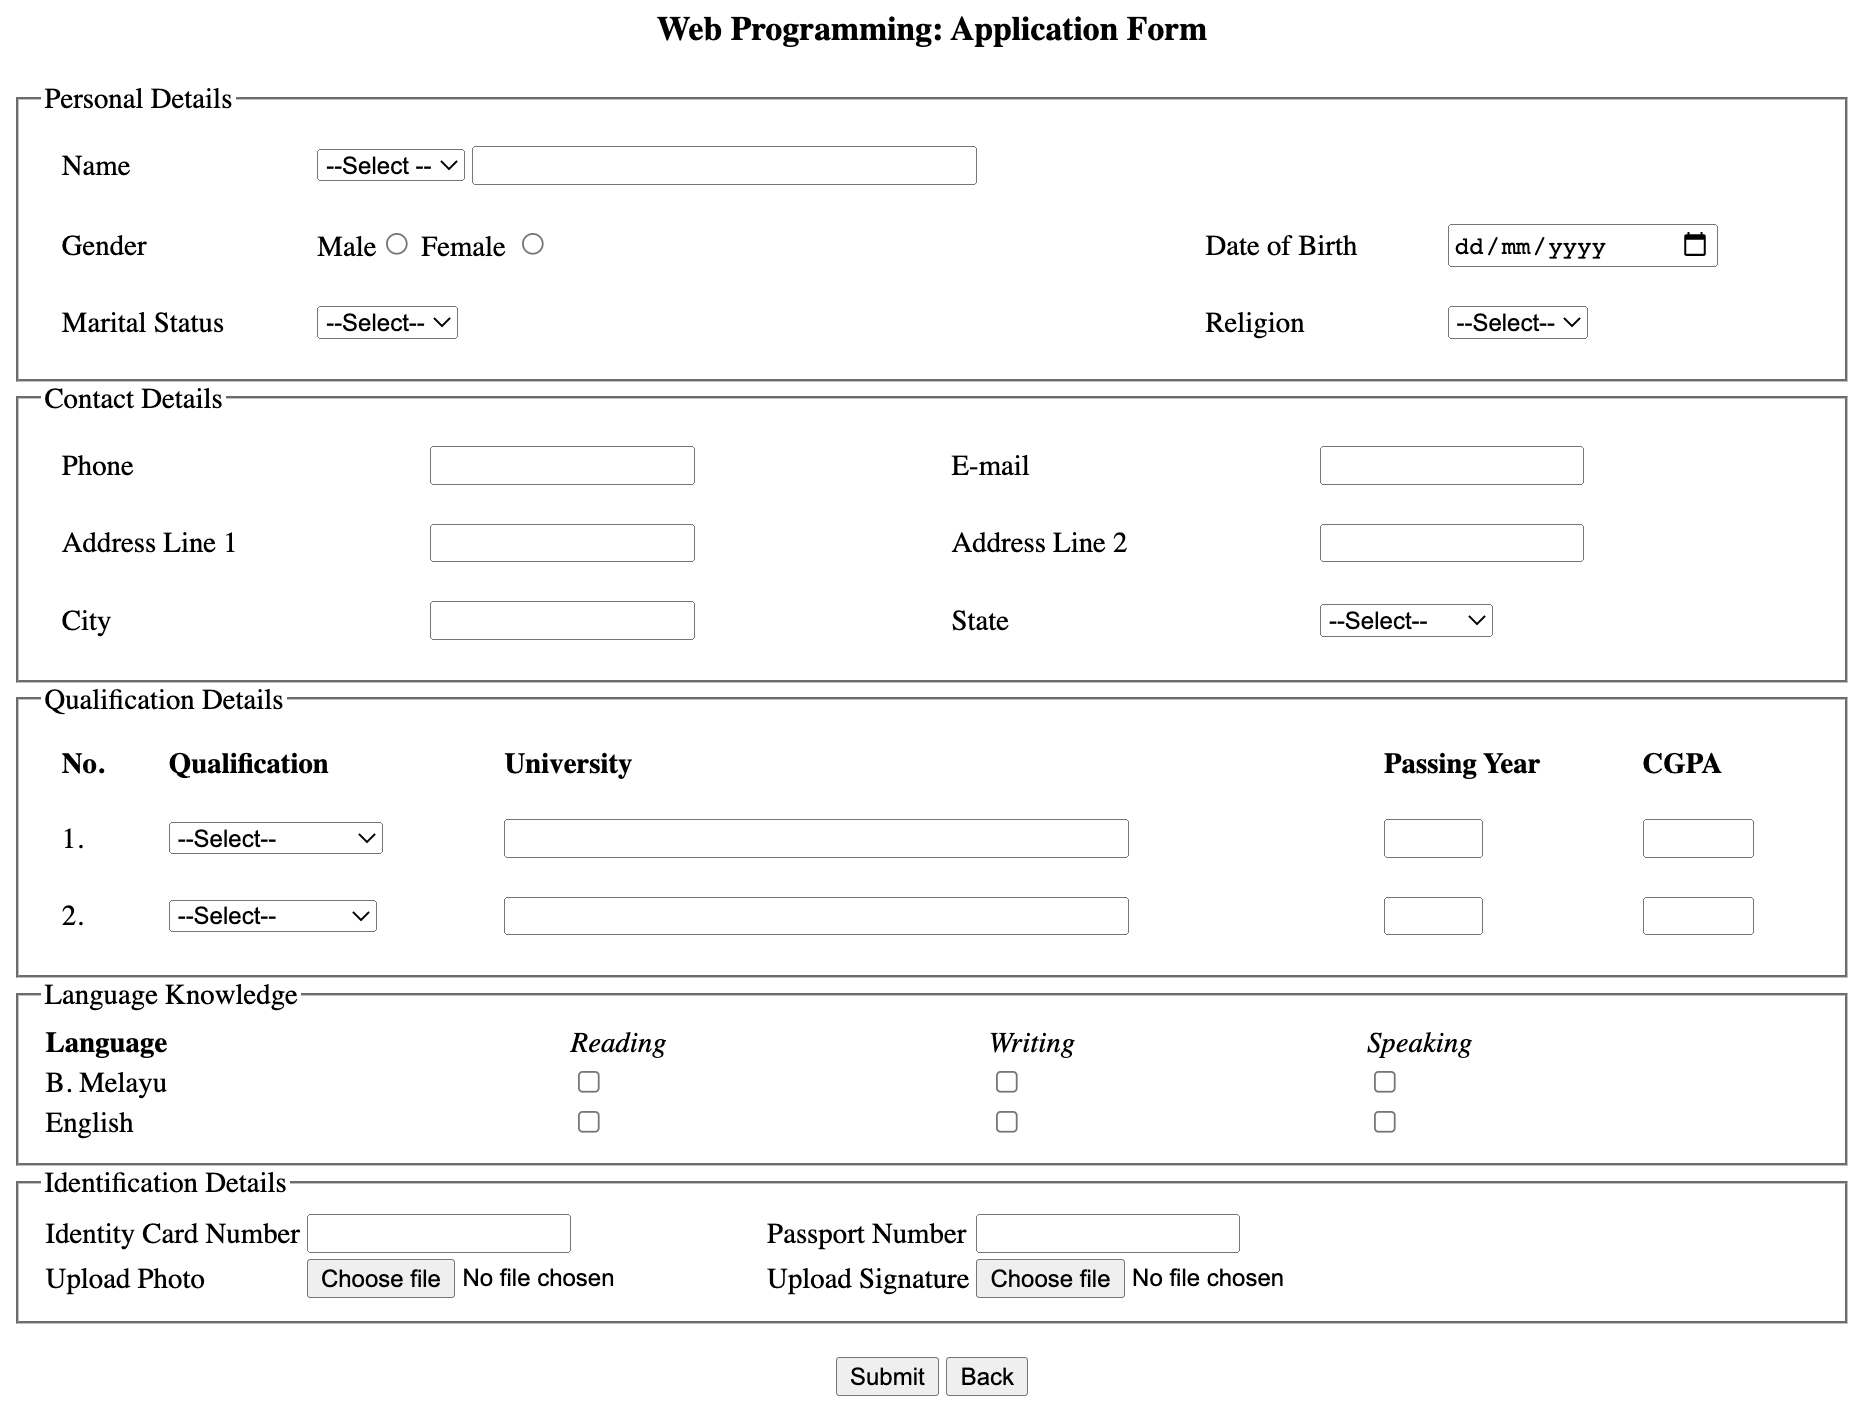 Web Programming: Application Form
Personal Details
Name --Select --
Gender Male Female Date of Birth dd/mm/yyyy
Marital Status --Select-- Religion --Select--
Contact Details
Phone E-mail
Address Line 1 Address Line 2
City State --Select--
Qualification Details
No. Qualification University Passing Year CGPA
1. --Select--
2. --Select--
Language Knowledge
Language Reading Writing Speaking
B. Melayu
English
Identification Details
Identity Card Number Passport Number
Upload Photo Choose file No file chosen Upload Signature Choose file No file chosen
Submit Back